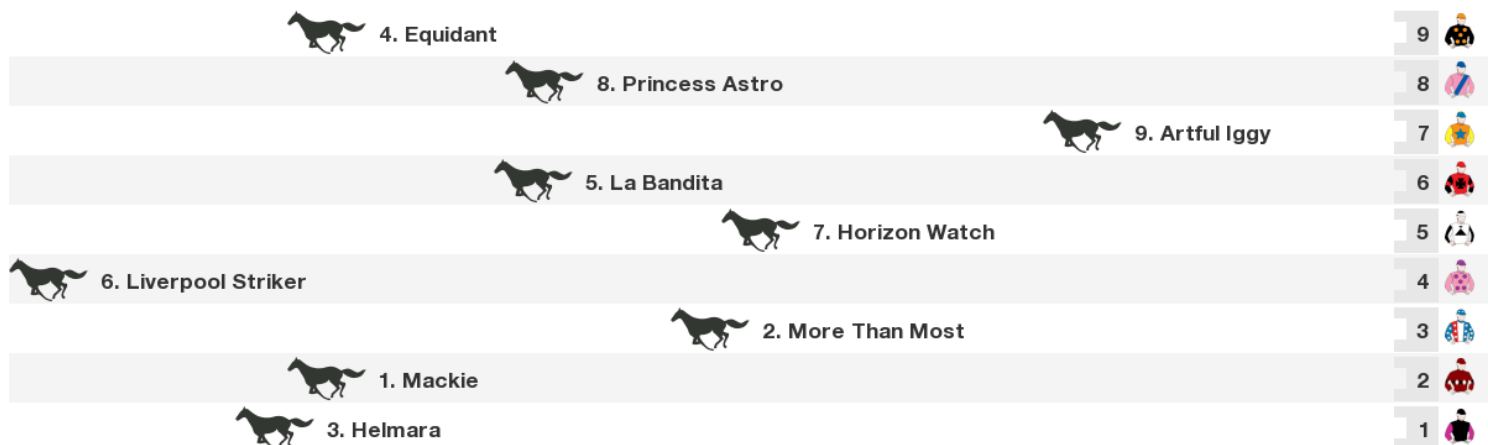 4. Equidant 9
8. Princess Astro 8
9. Artful Iggy 7
5. La Bandita 6
7. Horizon Watch 5
6. Liverpool Striker 4
2. More Than Most 3
1. Mackie 2
3. Helmara 1